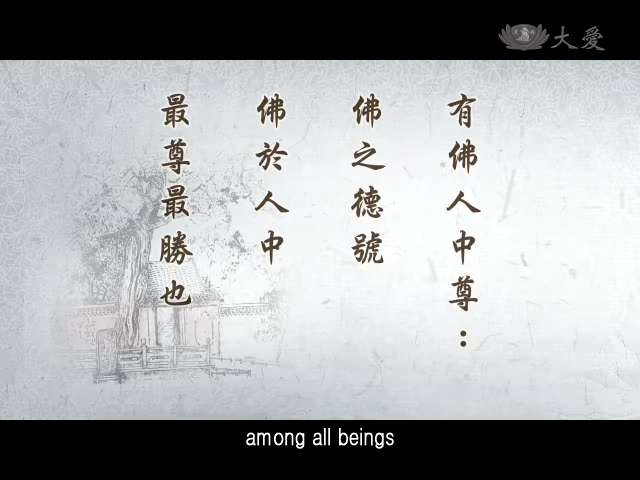 大愛
有佛人中尊：
佛之德號
佛於人中
最尊最勝也
among all beings